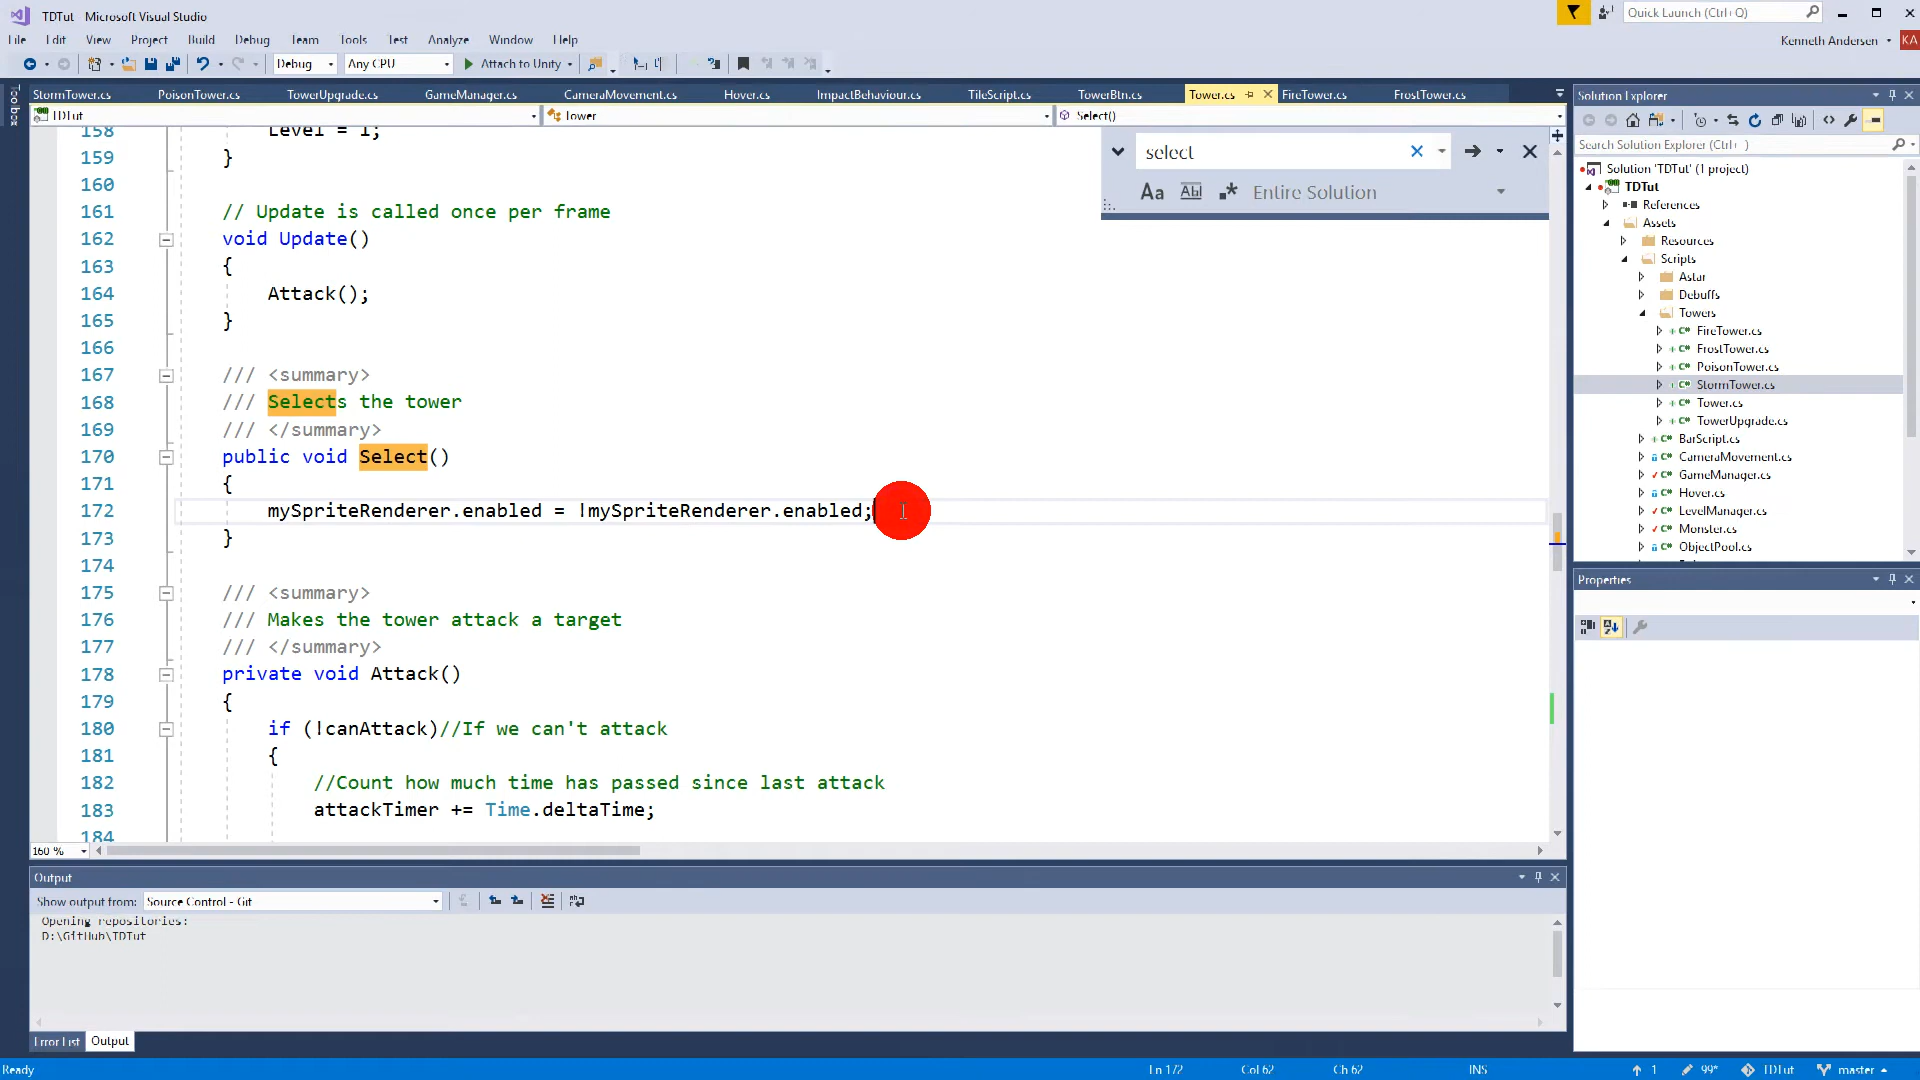 TDTut - Microsoft Visual Studio
Quick Launch (Ctrl+Q)
File Edit View Project Build Debug Team Tools Test Analyze Window Help
Kenneth Andersen KA
Debug Any CPU Attach to Unity
Toolbox
StormTower.cs PoisonTower.cs TowerUpgrade.cs GameManager.cs CameraMovement.cs Hover.cs ImpactBehaviour.cs TileScript.cs TowerBtn.cs Tower.cs FireTower.cs FrostTower.cs
TDTut Tower Select()
select
Aa Abl Entire Solution
158 Level = 1;
159 }
160
161 // Update is called once per frame
162 void Update()
163 {
164 Attack();
165 }
166
167 /// <summary>
168 /// Selects the tower
169 /// </summary>
170 public void Select()
171 {
172 mySpriteRenderer.enabled = !mySpriteRenderer.enabled;
173 }
174
175 /// <summary>
176 /// Makes the tower attack a target
177 /// </summary>
178 private void Attack()
179 {
180 if (!canAttack)//If we can't attack
181 {
182 //Count how much time has passed since last attack
183 attackTimer += Time.deltaTime;
184
160 %
Solution Explorer
Search Solution Explorer (Ctrl+)
Solution 'TDTut' (1 project)
TDTut
References
Assets
Resources
Scripts
Astar
Debuffs
Towers
FireTower.cs
FrostTower.cs
PoisonTower.cs
StormTower.cs
Tower.cs
TowerUpgrade.cs
BarScript.cs
CameraMovement.cs
GameManager.cs
Hover.cs
LevelManager.cs
Monster.cs
ObjectPool.cs
Properties
Output
Show output from: Source Control - Git
Opening repositories:
D:\GitHub\TDTut
Error List Output
Ready Ln 172 Col 62 Ch 62 INS 1 99* TDTut master